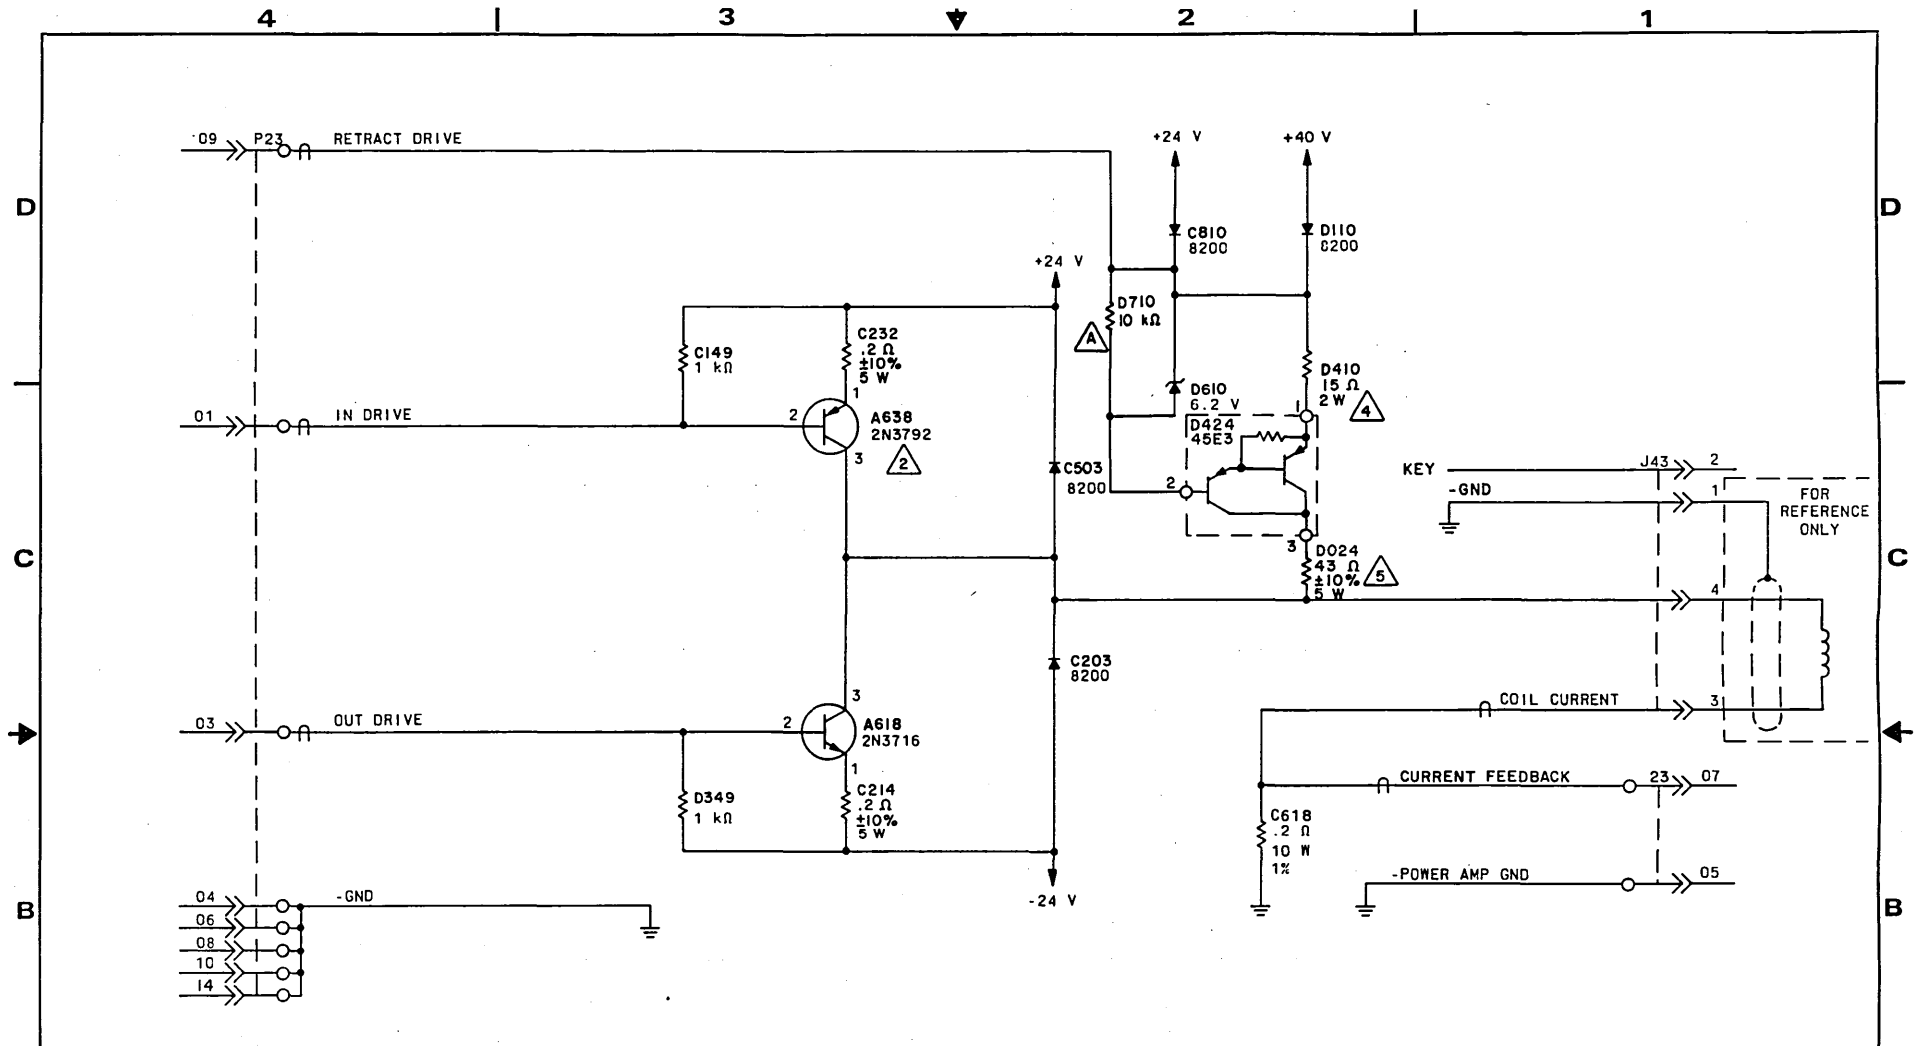 4 3 2 1
09 P23 RETRACT DRIVE
+24 V +40 V
D D
C810
8200
D110
8200
+24 V
D710
10 kΩ
A
C149
1 kΩ
C232
.2 Ω
±10%
5 W
D410
15 Ω
2 W
4
D610
6.2 V
D424
45E3
1
2
3
01 IN DRIVE
2
1
3
A638
2N3792
2
C503
8200
KEY J43 2
-GND 1
FOR
REFERENCE
ONLY
C C
D024
43 Ω
±10%
5 W
5
4
C203
8200
COIL CURRENT 3
03 OUT DRIVE
2
3
1
A618
2N3716
D349
1 kΩ
C214
.2 Ω
±10%
5 W
CURRENT FEEDBACK 23 07
C618
.2 Ω
10 W
1%
-POWER AMP GND 05
-24 V
B B
04 -GND
06
08
10
14